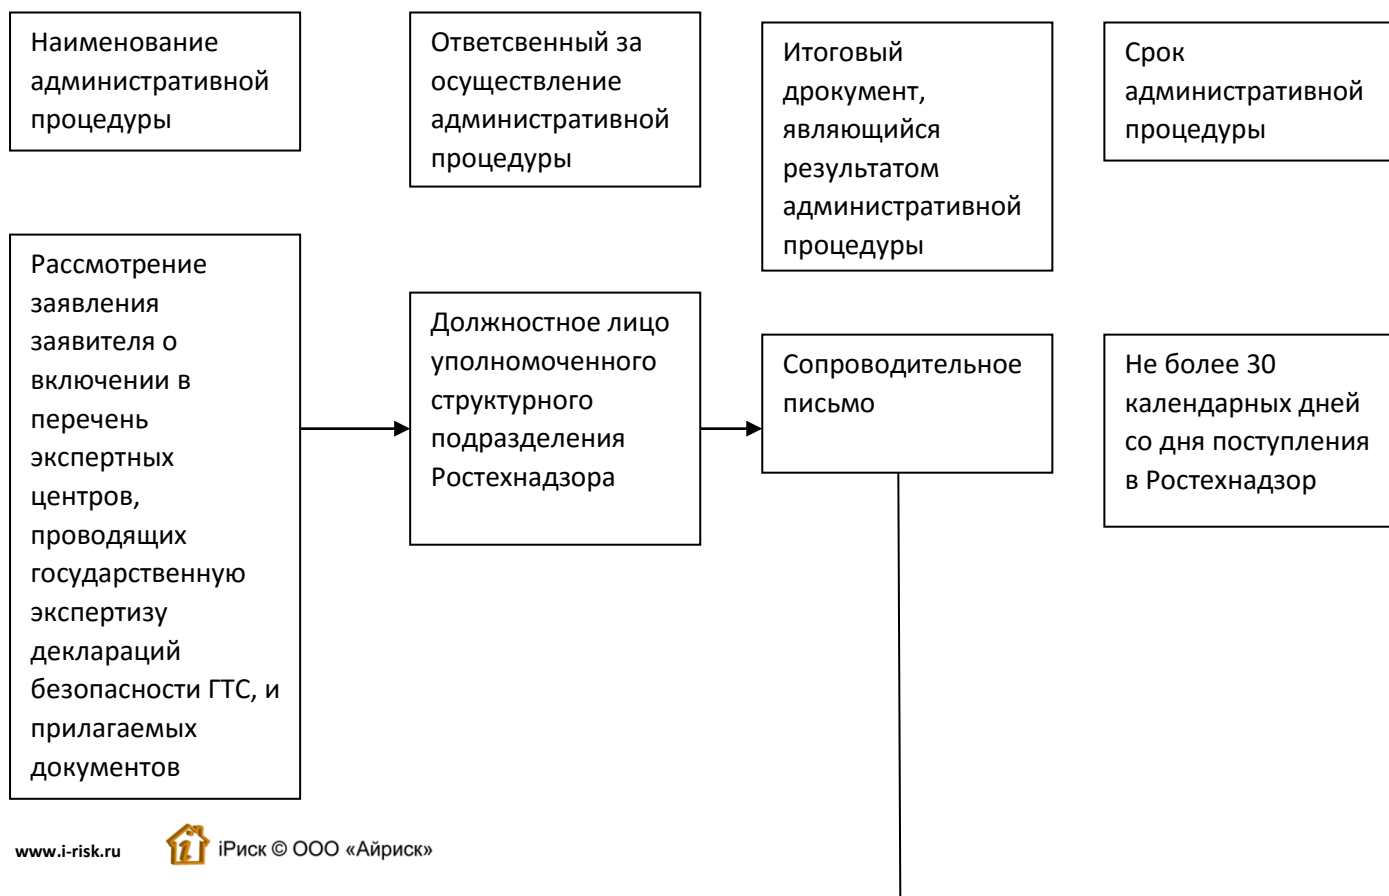 Наименование
административной
процедуры
Ответсвенный за
осуществление
административной
процедуры
Итоговый
дрокумент,
являющийся
результатом
административной
процедуры
Срок
административной
процедуры
Рассмотрение
заявления
заявителя о
включении в
перечень
экспертных
центров,
проводящих
государственную
экспертизу
деклараций
безопасности ГТС, и
прилагаемых
документов
Должностное лицо
уполномоченного
структурного
подразделения
Ростехнадзора
Сопроводительное
письмо
Не более 30
календарных дней
со дня поступления
в Ростехнадзор
www.i-risk.ru
iРиск © ООО «Айриск»